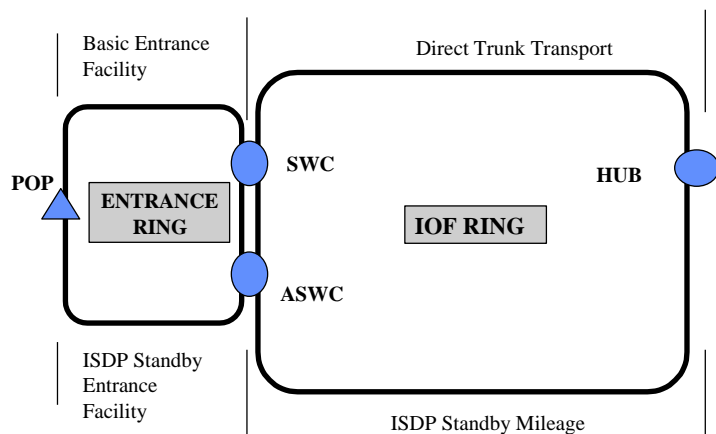 Basic Entrance
Facility
Direct Trunk Transport
POP
ENTRANCE
RING
SWC
HUB
IOF RING
ASWC
ISDP Standby
Entrance
Facility
ISDP Standby Mileage